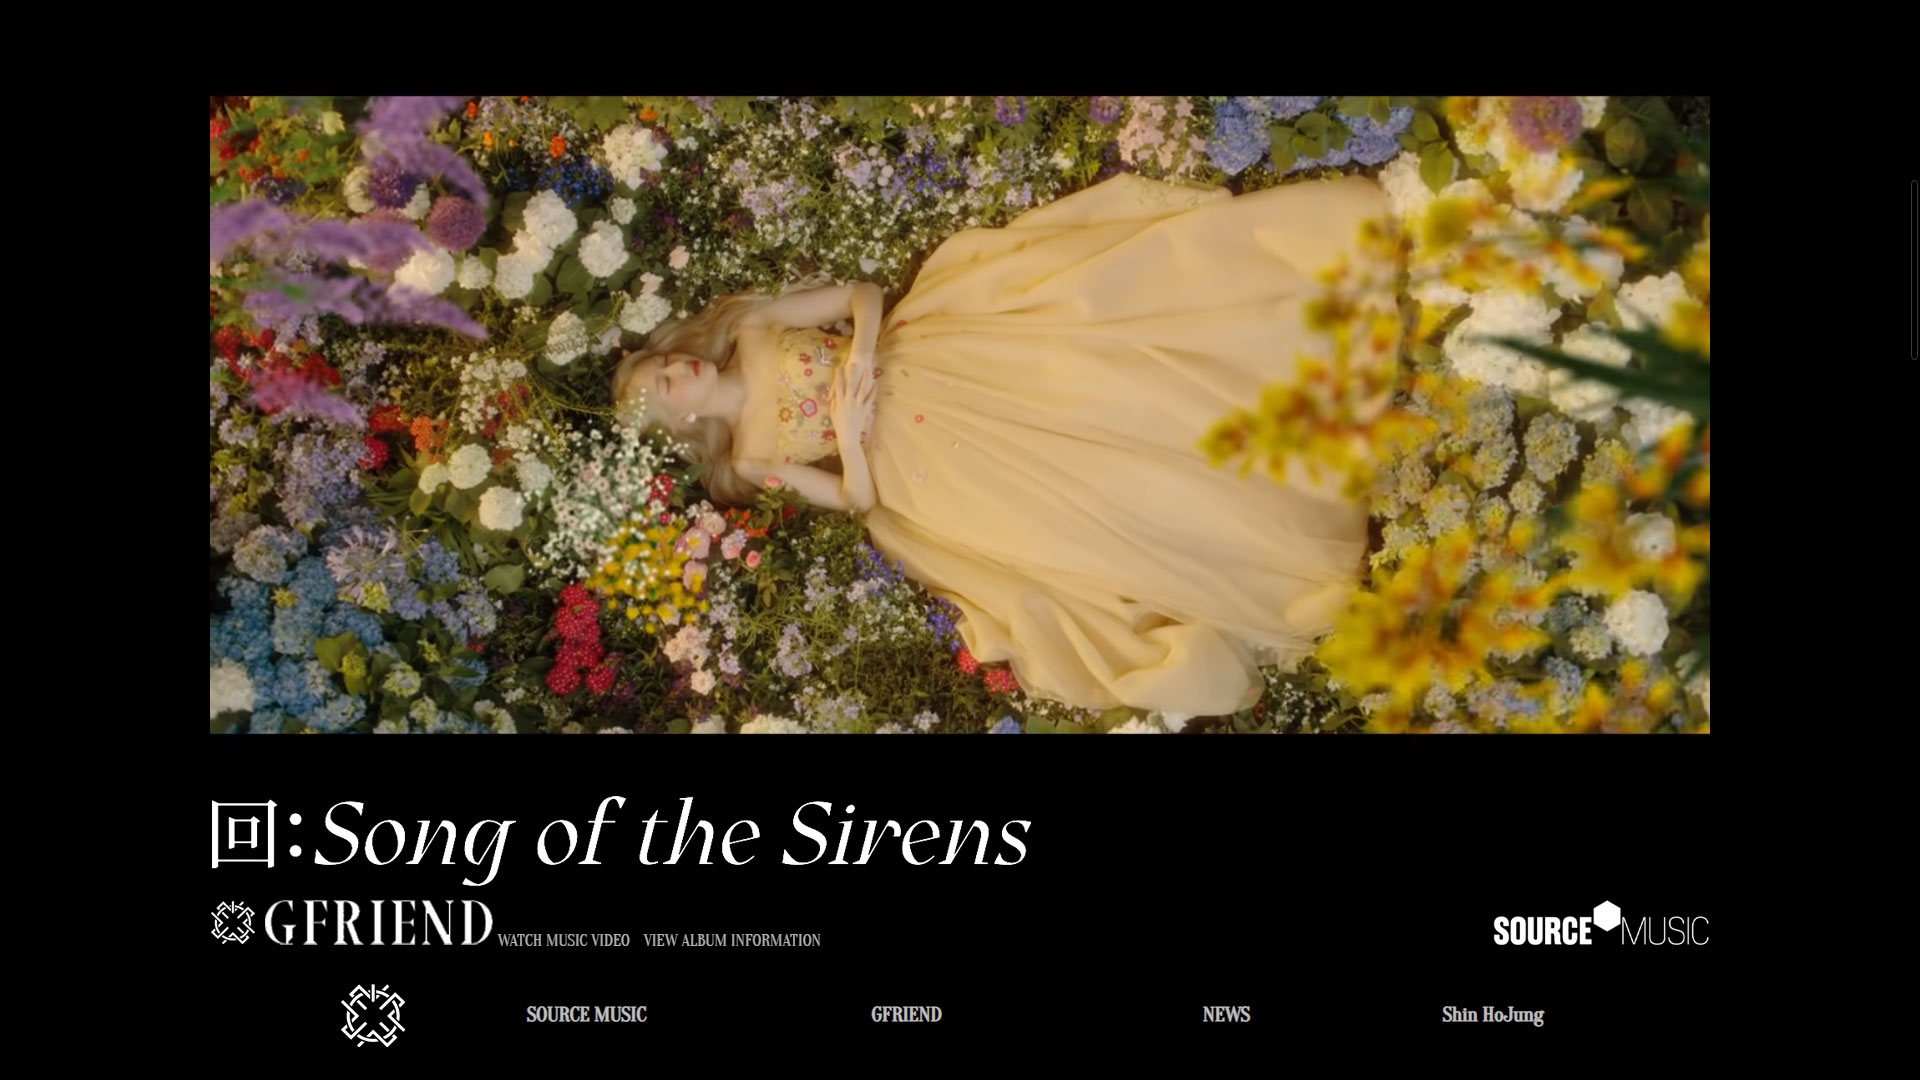 回:Song of the Sirens
GFRIEND WATCH MUSIC VIDEO VIEW ALBUM INFORMATION SOURCE MUSIC
SOURCE MUSIC GFRIEND NEWS Shin HoJung